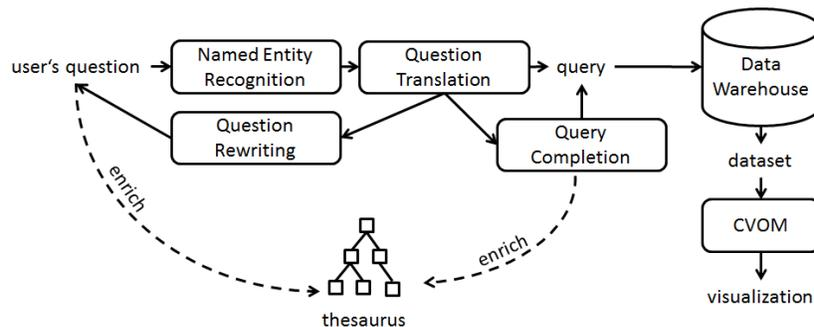 user's question
Named Entity
Recognition
Question
Translation
query
Data
Warehouse
Question
Rewriting
Query
Completion
dataset
enrich
enrich
CVOM
visualization
thesaurus